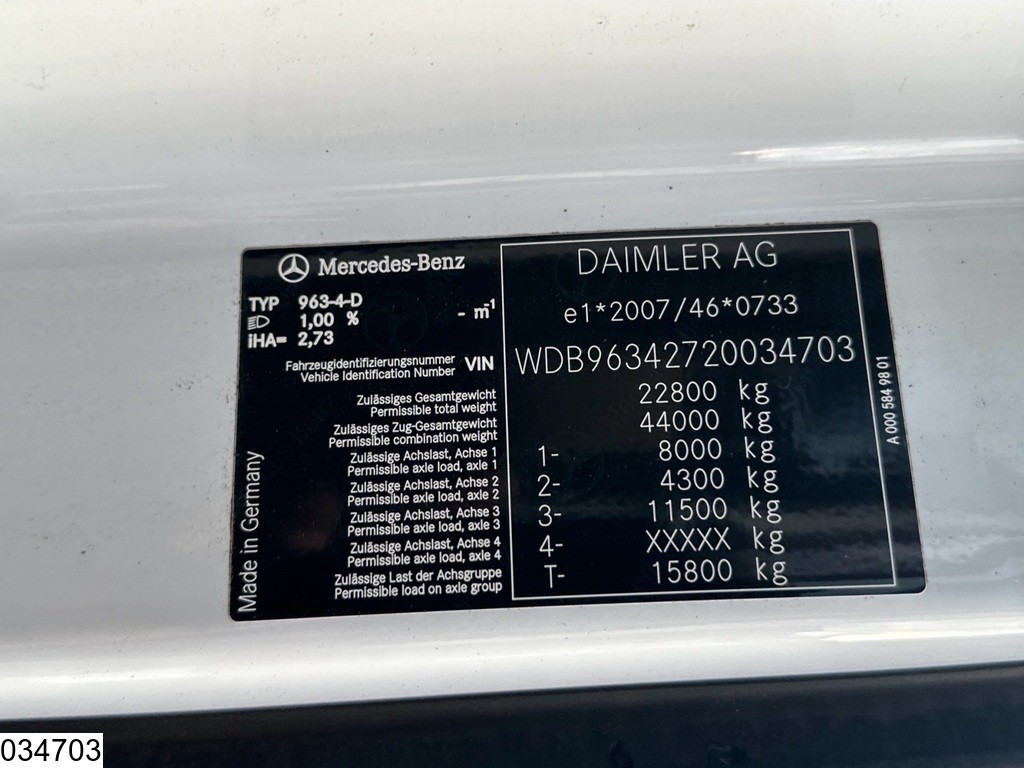 Mercedes-Benz
TYP 963-4-D
1,00 % - m⁻¹
iHA= 2,73
Fahrzeugidentifizierungsnummer
Vehicle Identification Number VIN
Zulässiges Gesamtgewicht
Permissible total weight
Zulässiges Zug-Gesamtgewicht
Permissible combination weight
Zulässige Achslast, Achse 1
Permissible axle load, axle 1
Zulässige Achslast, Achse 2
Permissible axle load, axle 2
Zulässige Achslast, Achse 3
Permissible axle load, axle 3
Zulässige Achslast, Achse 4
Permissible axle load, axle 4
Zulässige Last der Achsgruppe
Permissible load on axle group
Made in Germany
DAIMLER AG
e1*2007/46*0733
WDB96342720034703
22800 kg
44000 kg
1- 8000 kg
2- 4300 kg
3- 11500 kg
4- XXXXX kg
T- 15800 kg
A 000 584 98 01
034703